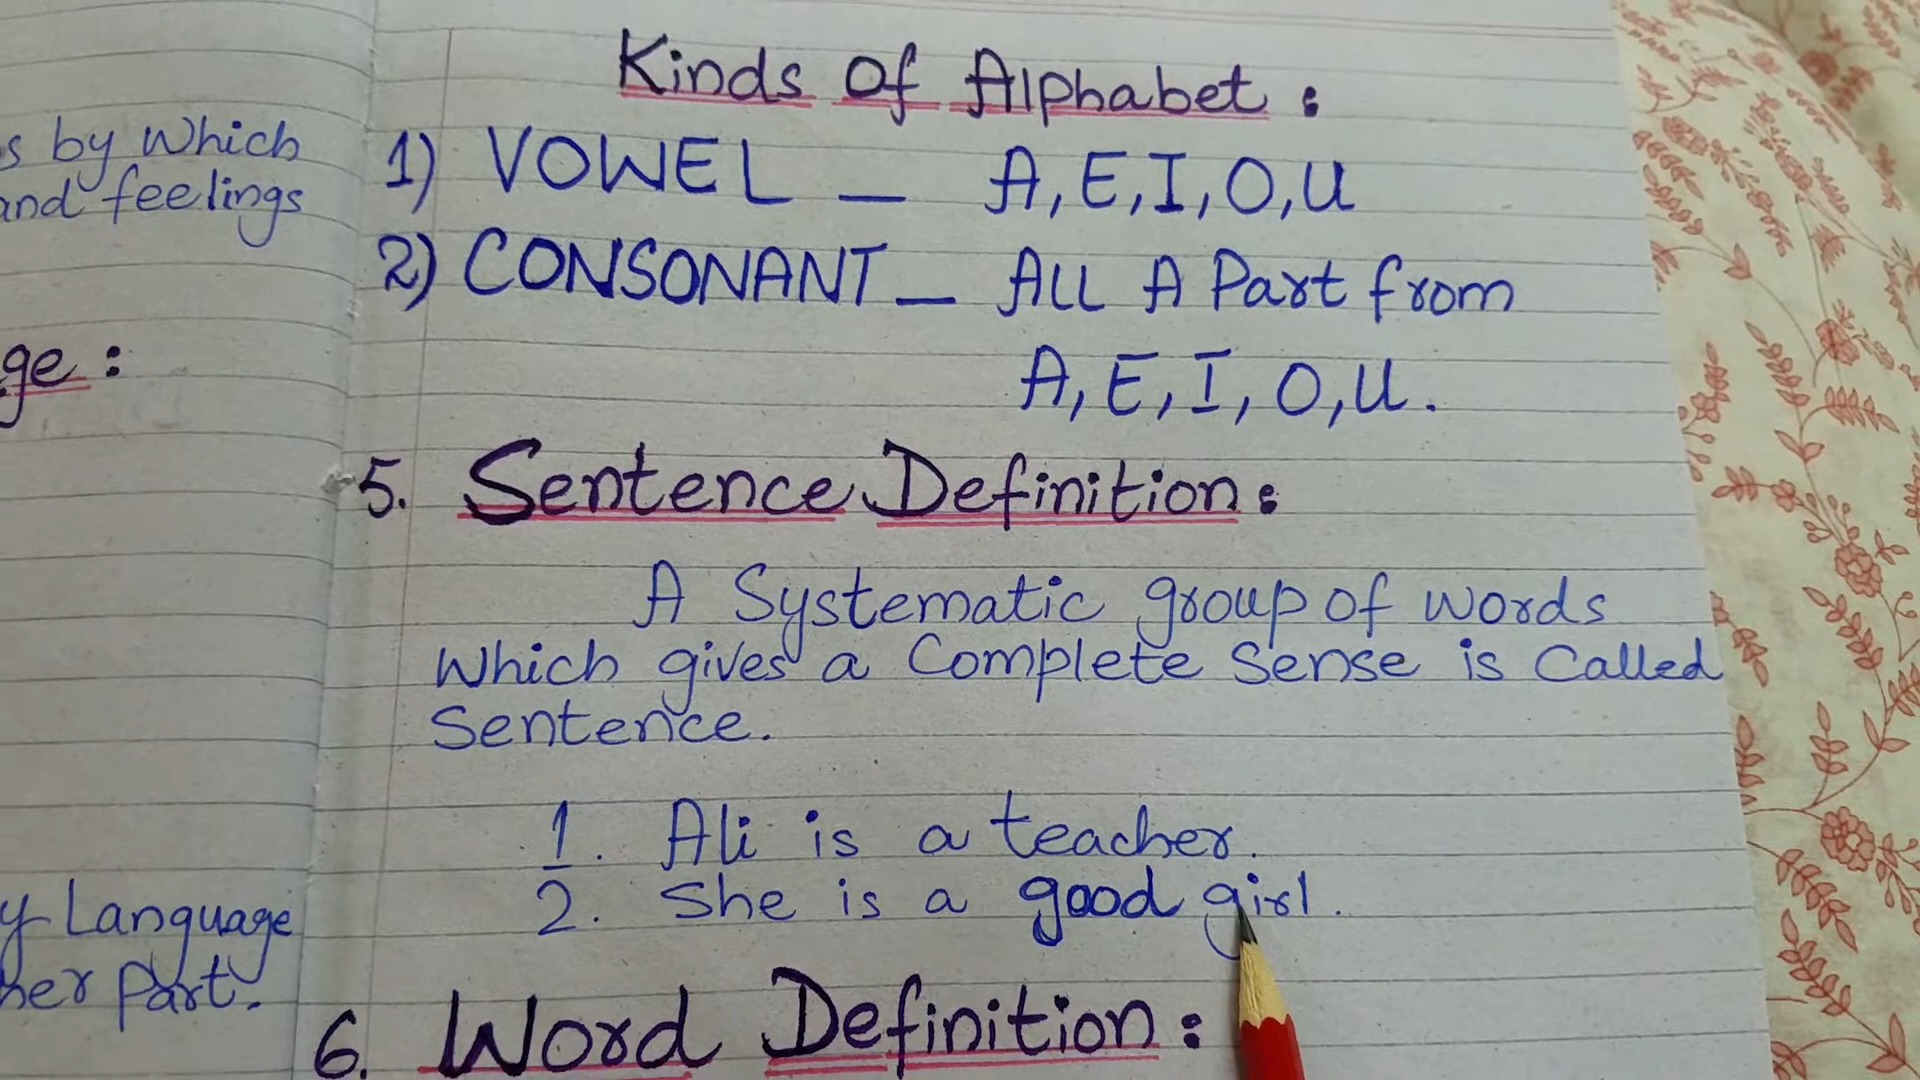 s by Which
and feelings
ge:
y Language
her Part.
Kinds Of Alphabet:
1) VOWEL _ A, E, I, O, U
2) CONSONANT _ ALL A Part from
A, E, I, O, U.
5. Sentence Definition:
A Systematic group of words
Which gives a Complete Sense is Called
Sentence.
1. Ali is a teacher.
2. She is a good girl.
6. Word Definition: